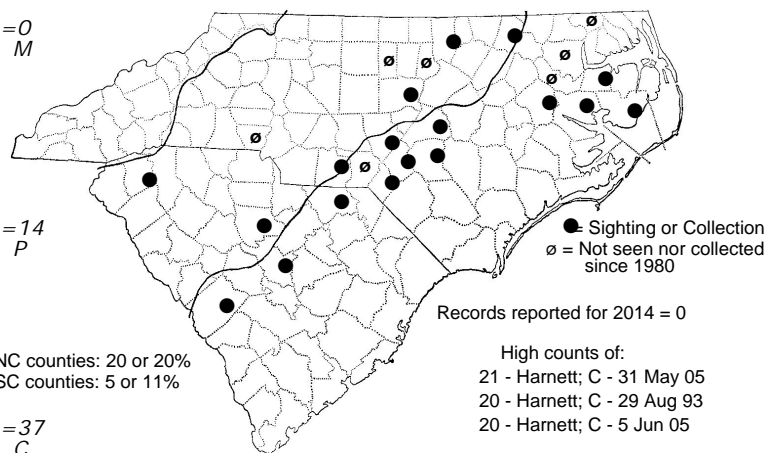 =0
M
=14
P
● = Sighting or Collection
ø = Not seen nor collected
since 1980
Records reported for 2014 = 0
NC counties: 20 or 20%
SC counties: 5 or 11%
High counts of:
21 - Harnett; C - 31 May 05
20 - Harnett; C - 29 Aug 93
20 - Harnett; C - 5 Jun 05
=37
C